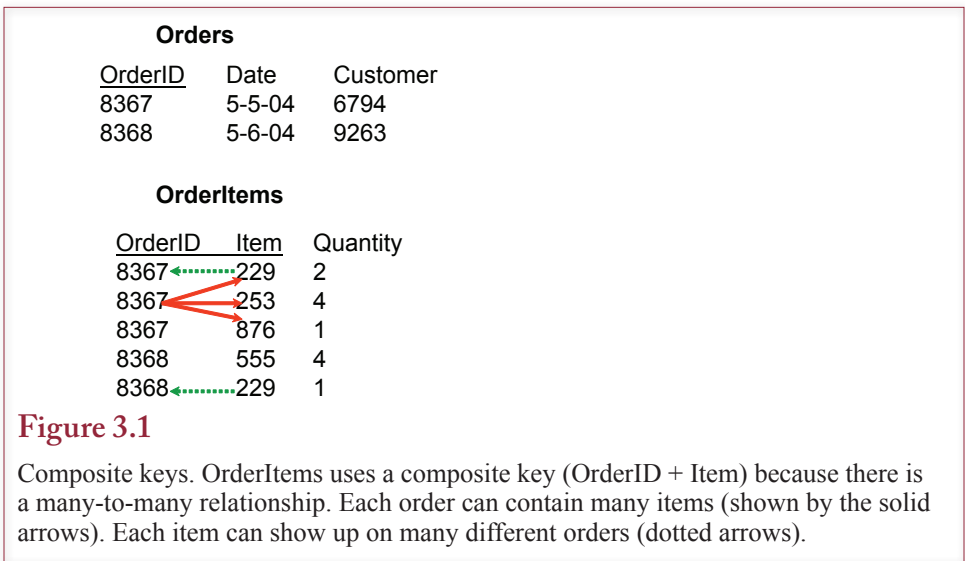 Orders
OrderID Date Customer
8367 5-5-04 6794
8368 5-6-04 9263
OrderItems
OrderID Item Quantity
8367 229 2
8367 253 4
8367 876 1
8368 555 4
8368 229 1
Figure 3.1
Composite keys. OrderItems uses a composite key (OrderID + Item) because there is
a many-to-many relationship. Each order can contain many items (shown by the solid
arrows). Each item can show up on many different orders (dotted arrows).